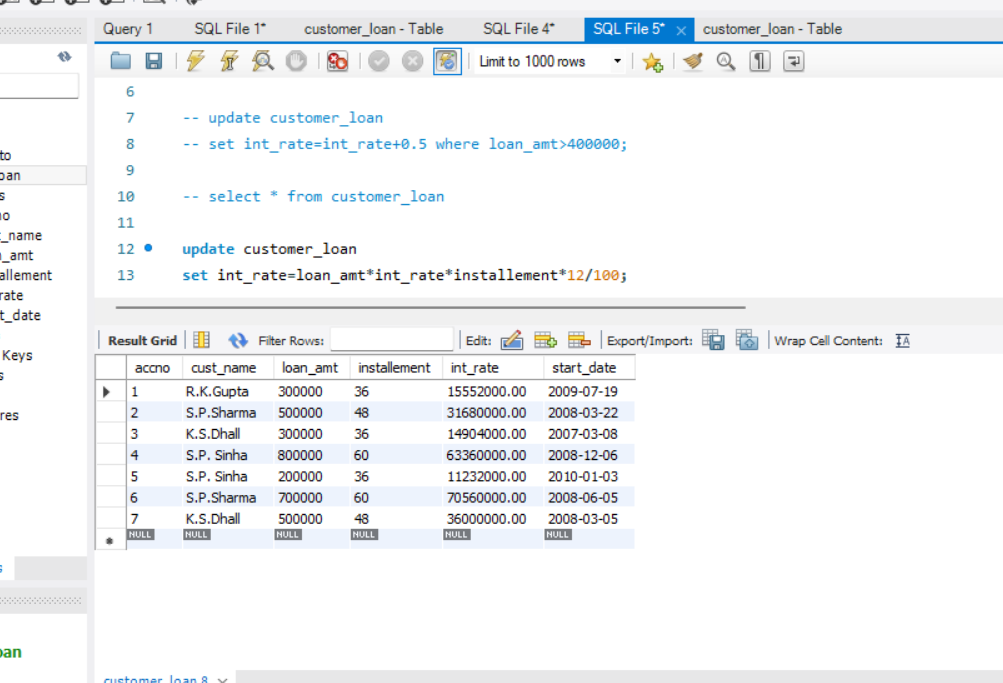 Query 1 SQL File 1* customer_loan - Table SQL File 4* SQL File 5* customer_loan - Table
Limit to 1000 rows
6
7 -- update customer_loan
8 -- set int_rate=int_rate+0.5 where loan_amt>400000;
9
10 -- select * from customer_loan
11
12 update customer_loan
13 set int_rate=loan_amt*int_rate*installement*12/100;
to
oan
s
no
t_name
n_amt
allement
rate
t_date
Keys
s
res
s
oan
Result Grid Filter Rows: Edit: Export/Import: Wrap Cell Content:
accno cust_name loan_amt installement int_rate start_date
1 R.K.Gupta 300000 36 15552000.00 2009-07-19
2 S.P.Sharma 500000 48 31680000.00 2008-03-22
3 K.S.Dhall 300000 36 14904000.00 2007-03-08
4 S.P. Sinha 800000 60 63360000.00 2008-12-06
5 S.P. Sinha 200000 36 11232000.00 2010-01-03
6 S.P.Sharma 700000 60 70560000.00 2008-06-05
7 K.S.Dhall 500000 48 36000000.00 2008-03-05
NULL NULL NULL NULL NULL NULL
customer_loan 8